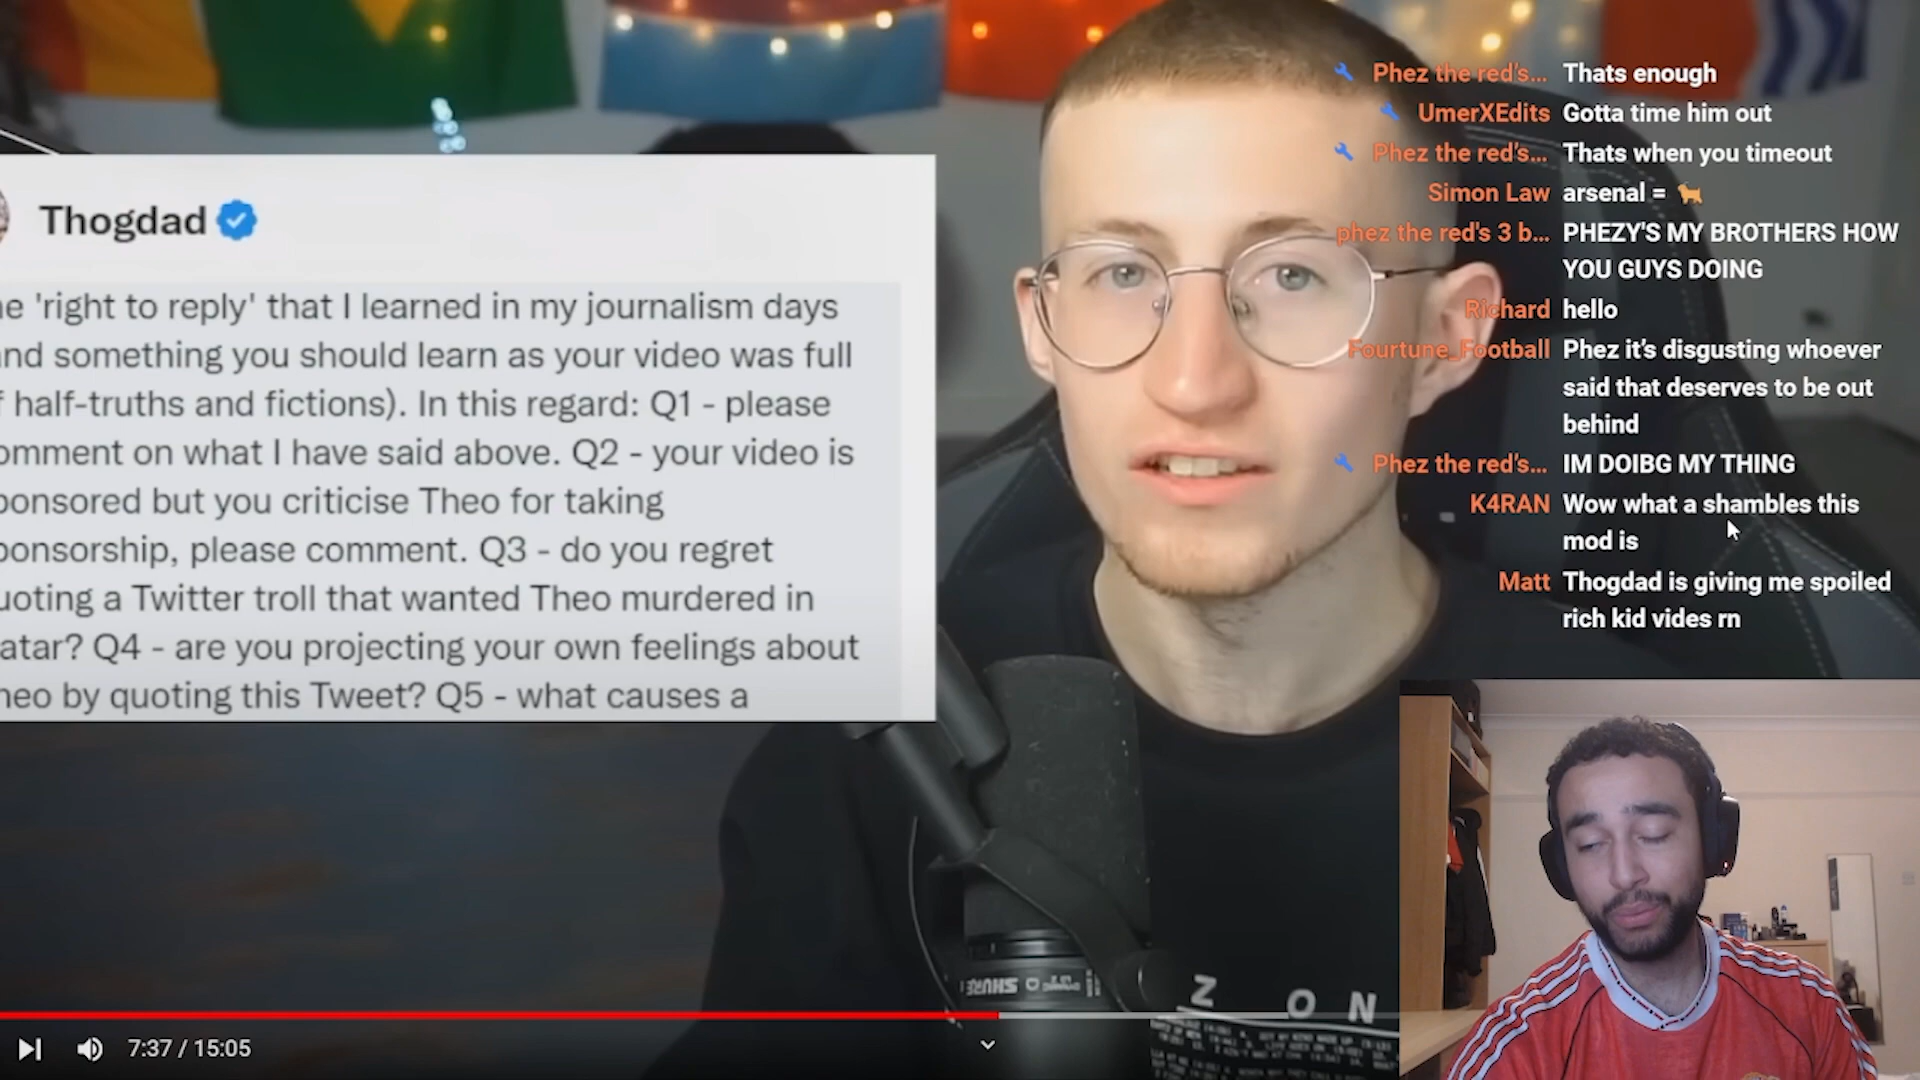 Thogdad
'right to reply' that I learned in my journalism days
something you should learn as your video was full
half-truths and fictions). In this regard: Q1 - please
on what I have said above. Q2 - your video is
but you criticise Theo for taking
please comment. Q3 - do you regret
a Twitter troll that wanted Theo murdered in
Q4 - are you projecting your own feelings about
by quoting this Tweet? Q5 - what causes a
Phez the red's... Thats enough
UmerXEdits Gotta time him out
Phez the red's... Thats when you timeout
Simon Law arsenal = 🐕
phez the red's 3 b... PHEZY'S MY BROTHERS HOW
YOU GUYS DOING
Richard hello
Fourtune_Football Phez it's disgusting whoever
said that deserves to be out
behind
Phez the red's... IM DOIBG MY THING
K4RAN Wow what a shambles this
mod is
Matt Thogdad is giving me spoiled
rich kid vides rn
SHURE
Z O N
7:37 / 15:05